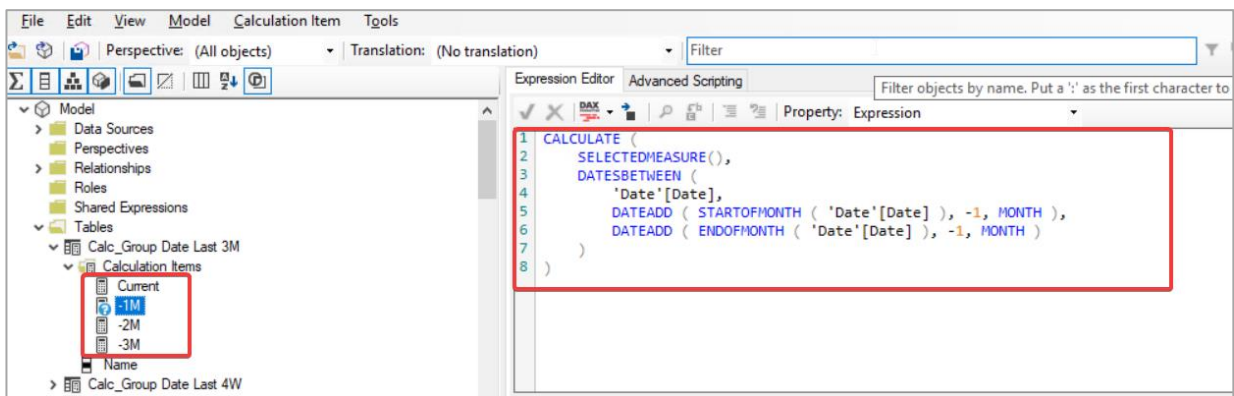 File Edit View Model Calculation Item Tools
Perspective: (All objects) Translation: (No translation) Filter
Expression Editor Advanced Scripting
Filter objects by name. Put a ':' as the first character to
DAX Property: Expression
Model
Data Sources
Perspectives
Relationships
Roles
Shared Expressions
Tables
Calc_Group Date Last 3M
Calculation Items
Current
-1M
-2M
-3M
Name
Calc_Group Date Last 4W
1 CALCULATE (
2 SELECTEDMEASURE(),
3 DATESBETWEEN (
4 'Date'[Date],
5 DATEADD ( STARTOFMONTH ( 'Date'[Date] ), -1, MONTH ),
6 DATEADD ( ENDOFMONTH ( 'Date'[Date] ), -1, MONTH )
7 )
8 )